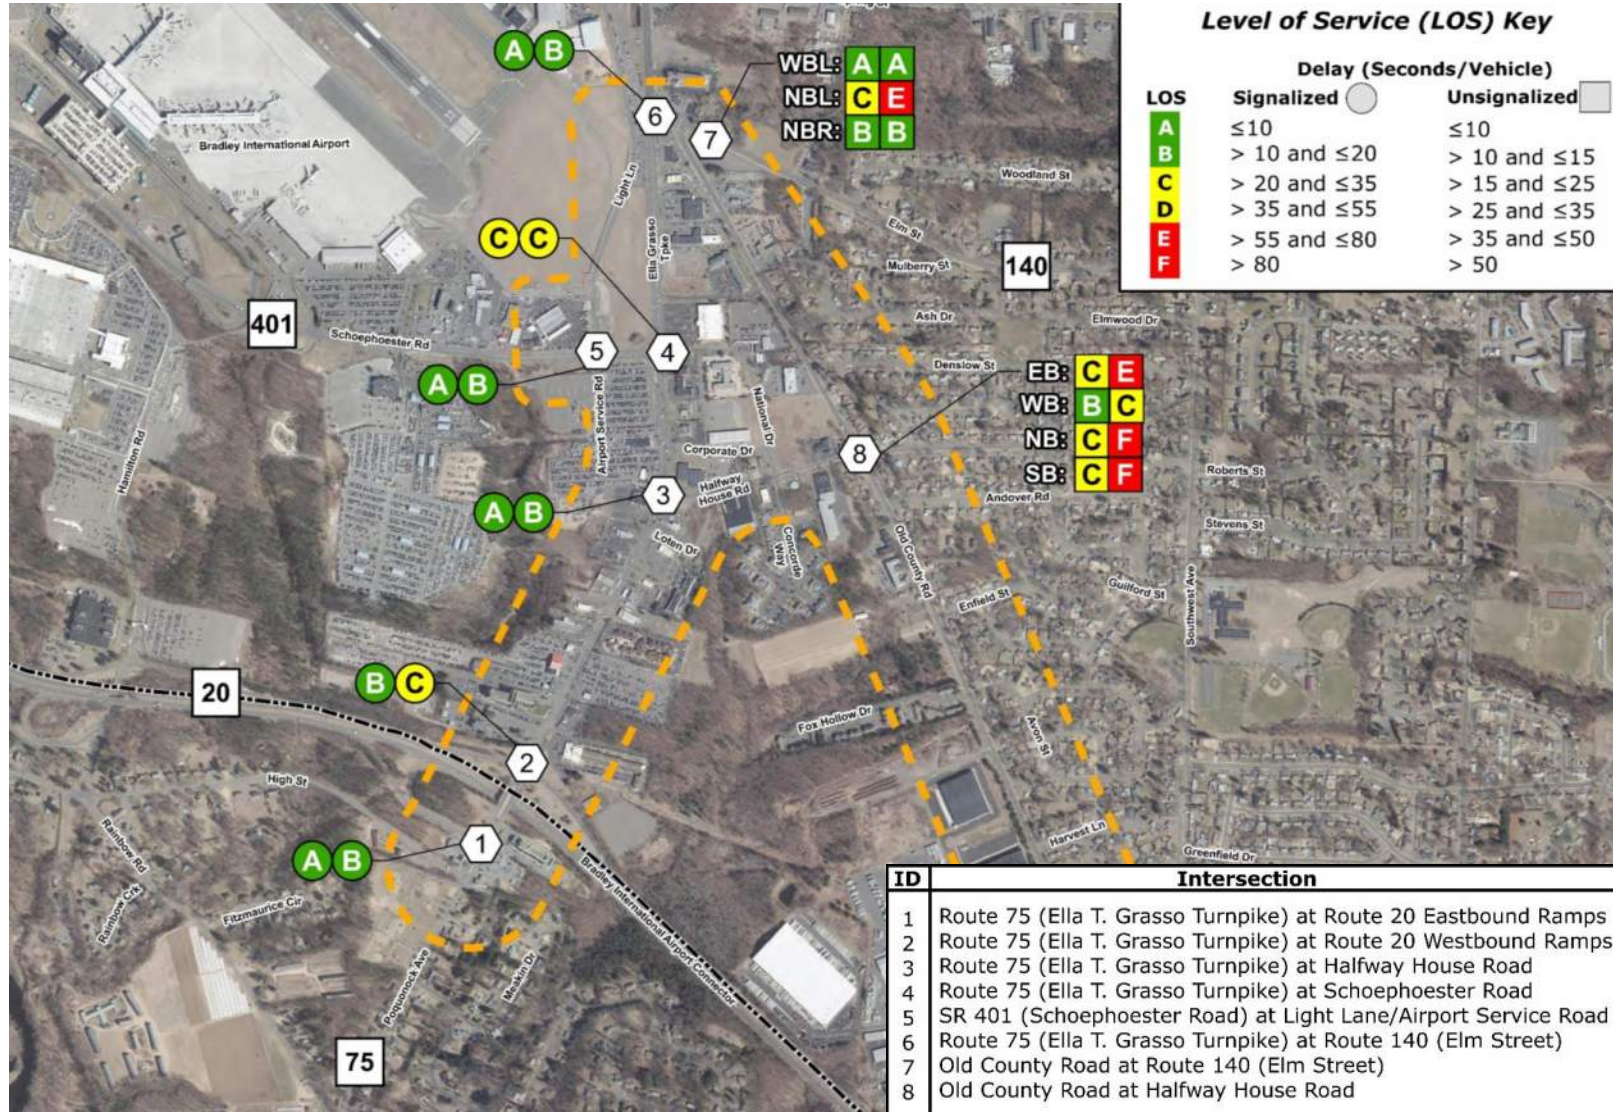 Level of Service (LOS) Key
Delay (Seconds/Vehicle)
LOS Signalized Unsignalized
A ≤10 ≤10
B > 10 and ≤20 > 10 and ≤15
C > 20 and ≤35 > 15 and ≤25
D > 35 and ≤55 > 25 and ≤35
E > 55 and ≤80 > 35 and ≤50
F > 80 > 50
A B
6
WBL: A A
NBL: C E
NBR: B B
7
Bradley International Airport
Light Ln
Ella Grasso
Tpke
Woodland St
Elm St
Mulberry St
140
C C
4
401
Schoephoester Rd
5
A B
Ash Dr
Elmwood Dr
Denslow St
EB: C E
WB: B C
NB: C F
SB: C F
8
Hamilton Rd
Airport Service Rd
National Dr
Corporate Dr
Halfway
House Rd
3
A B
Loten Dr
Concorde
Way
Old County Rd
Andover Rd
Roberts St
Stevens St
Enfield St
Guilford St
Southwest Ave
20
B C
2
Fox Hollow Dr
Avon St
High St
Rainbow Rd
Rainbow Crk
Fitzmaurice Cir
A B
1
Harvest Ln
Greenfield Dr
Bradley International Airport Connector
Poquonock Ave
Meakin Dr
75
ID Intersection
1 Route 75 (Ella T. Grasso Turnpike) at Route 20 Eastbound Ramps
2 Route 75 (Ella T. Grasso Turnpike) at Route 20 Westbound Ramps
3 Route 75 (Ella T. Grasso Turnpike) at Halfway House Road
4 Route 75 (Ella T. Grasso Turnpike) at Schoephoester Road
5 SR 401 (Schoephoester Road) at Light Lane/Airport Service Road
6 Route 75 (Ella T. Grasso Turnpike) at Route 140 (Elm Street)
7 Old County Road at Route 140 (Elm Street)
8 Old County Road at Halfway House Road